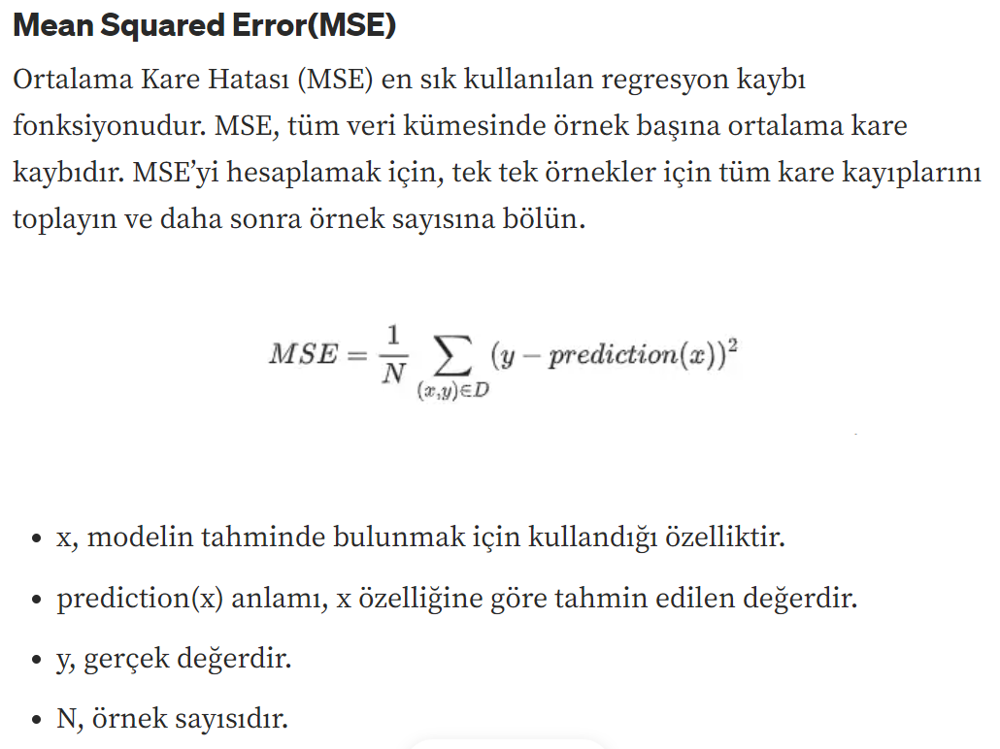 Mean Squared Error(MSE)
Ortalama Kare Hatası (MSE) en sık kullanılan regresyon kaybı
fonksiyonudur. MSE, tüm veri kümesinde örnek başına ortalama kare
kaybıdır. MSE’yi hesaplamak için, tek tek örnekler için tüm kare kayıplarını
toplayın ve daha sonra örnek sayısına bölün.
MSE = 1/N ∑_(x,y)∈D (y – prediction(x))²
• x, modelin tahminde bulunmak için kullandığı özelliktir.
• prediction(x) anlamı, x özelliğine göre tahmin edilen değerdir.
• y, gerçek değerdir.
• N, örnek sayısıdır.